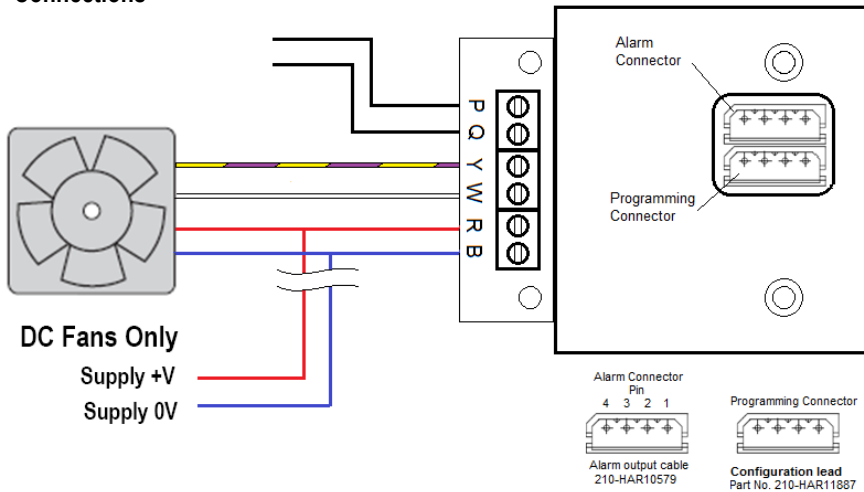 Connections
Alarm
Connector
P
Q
Y
W
R
B
Programming
Connector
DC Fans Only
Supply +V
Supply 0V
Alarm Connector
Pin
4 3 2 1
Programming Connector
Alarm output cable
210-HAR10579
Configuration lead
Part No. 210-HAR11887